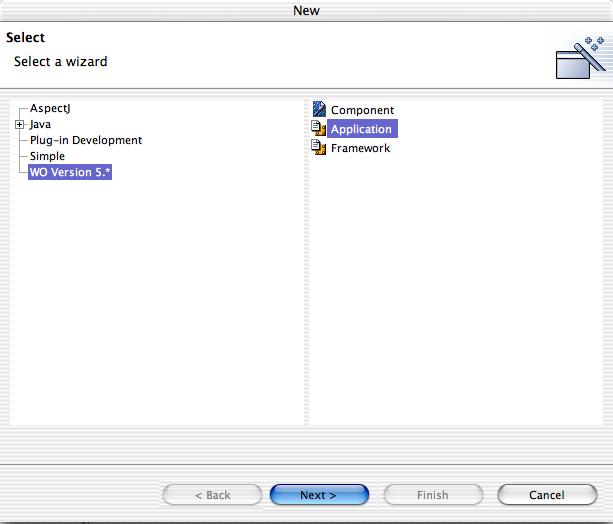 New
Select
Select a wizard
AspectJ
Java
Plug-in Development
Simple
WO Version 5.*
Component
Application
Framework
< Back
Next >
Finish
Cancel